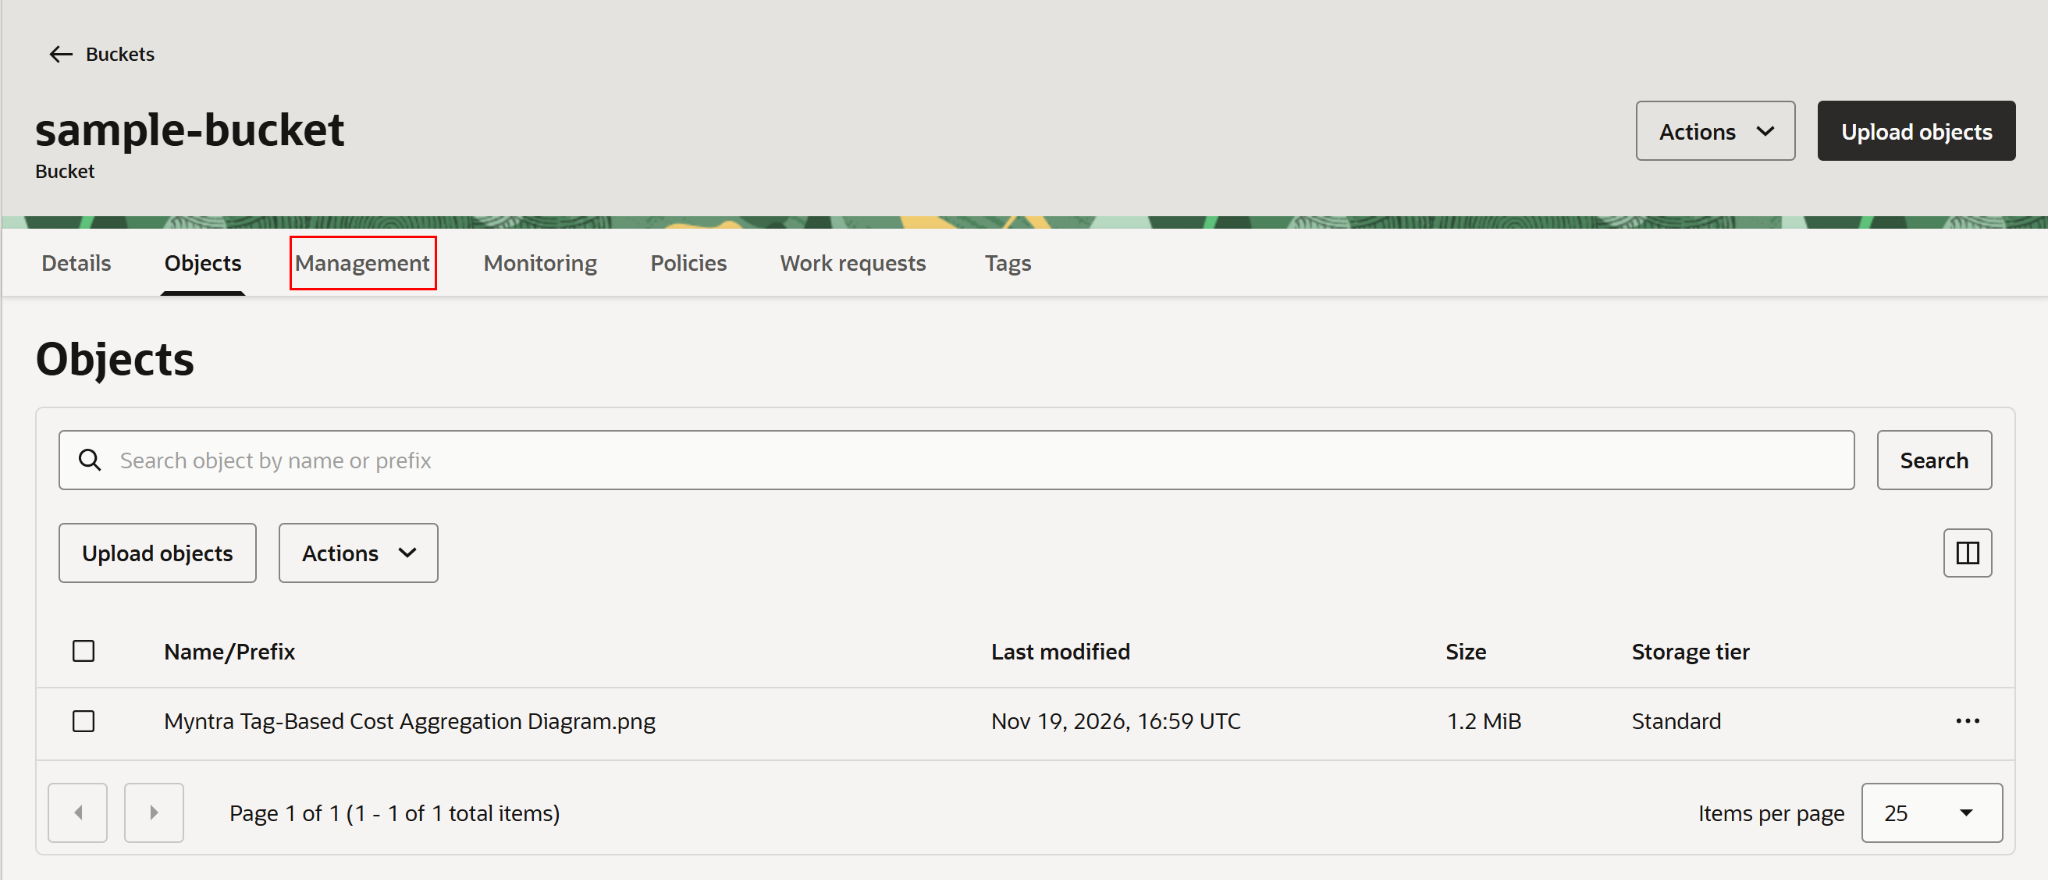 Buckets
sample-bucket
Bucket
Actions
Upload objects
Details Objects Management Monitoring Policies Work requests Tags
Objects
Search object by name or prefix
Search
Upload objects
Actions
Name/Prefix Last modified Size Storage tier
Myntra Tag-Based Cost Aggregation Diagram.png Nov 19, 2026, 16:59 UTC 1.2 MiB Standard
Page 1 of 1 (1 - 1 of 1 total items)
Items per page 25